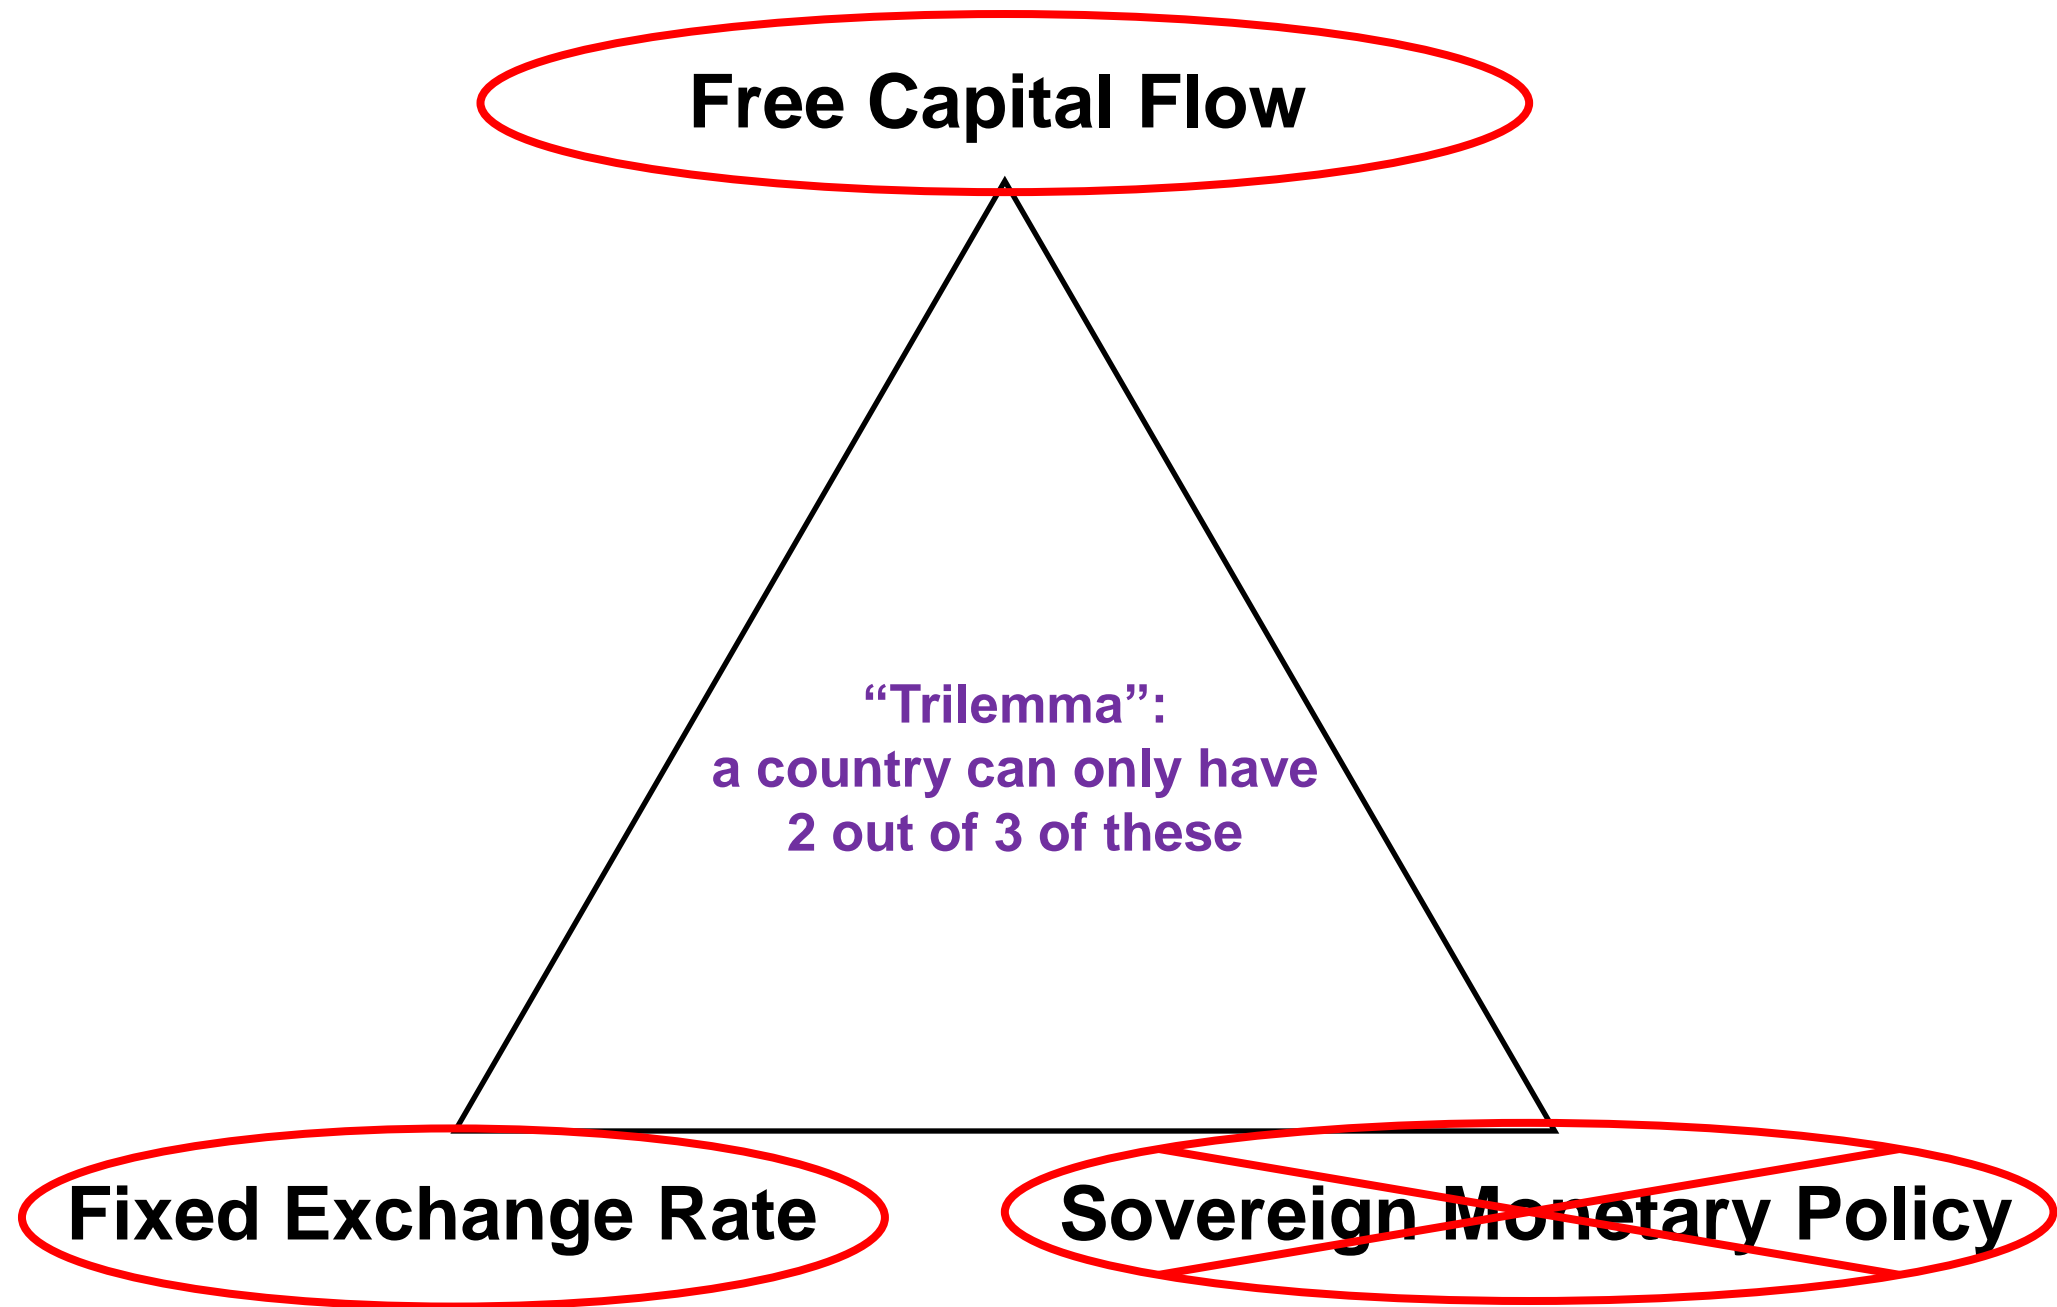 Free Capital Flow
“Trilemma”:
a country can only have
2 out of 3 of these
Fixed Exchange Rate
Sovereign Monetary Policy